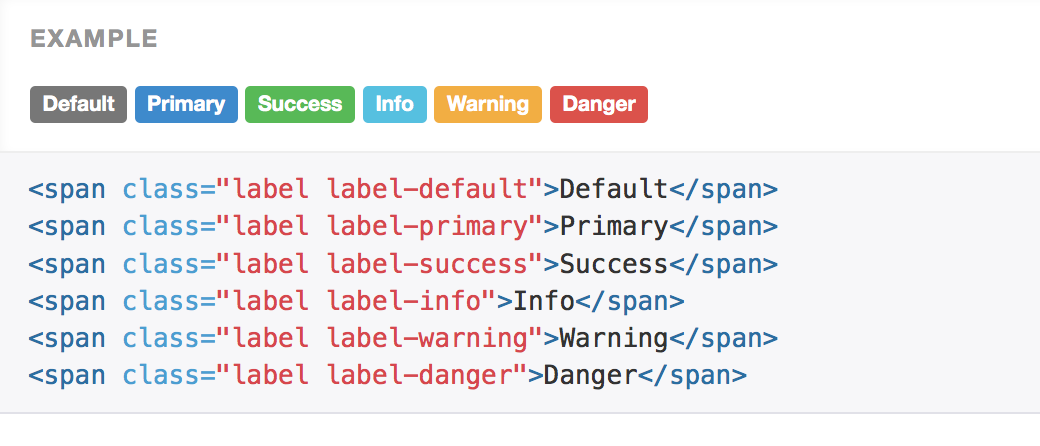 EXAMPLE
Default Primary Success Info Warning Danger
<span class="label label-default">Default</span>
<span class="label label-primary">Primary</span>
<span class="label label-success">Success</span>
<span class="label label-info">Info</span>
<span class="label label-warning">Warning</span>
<span class="label label-danger">Danger</span>